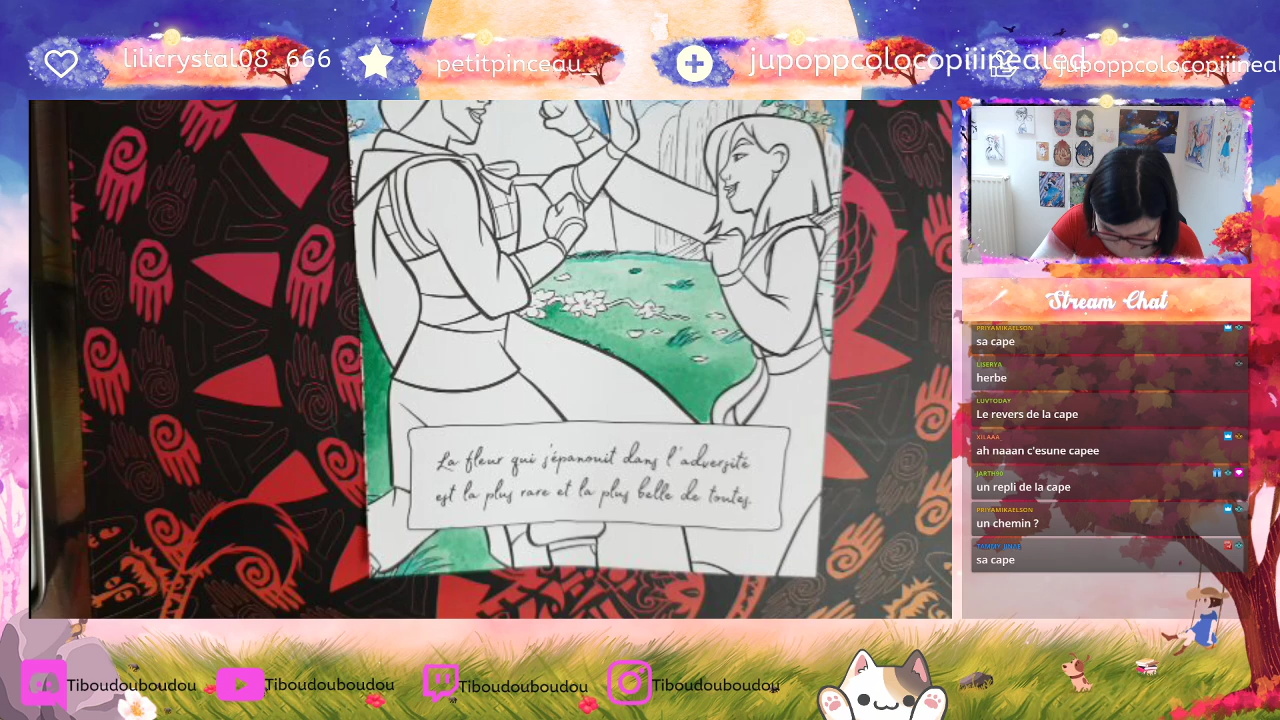 lilicrystal08_666
petitpinceau
jupoppcolocopiiinealed
jupoppcolocopiiineal
La fleur qui s'épanouit dans l'adversité
est la plus rare et la plus belle de toutes.
Stream Chat
PRIYAMIKAELSON
sa cape
LISERYA
herbe
LUVTODAY
Le revers de la cape
XILAAA_
ah naaan c'esune capee
JARTH90
un repli de la cape
PRIYAMIKAELSON
un chemin ?
sa cape
Tiboudouboudou
Tiboudouboudou
Tiboudouboudou
Tiboudouboudou